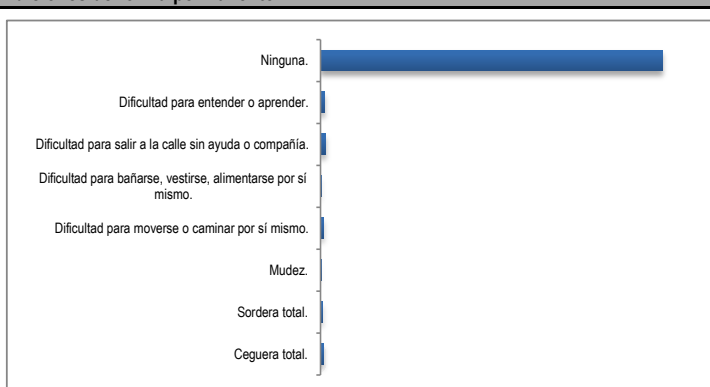 Ninguna.
Dificultad para entender o aprender.
Dificultad para salir a la calle sin ayuda o compañía.
Dificultad para bañarse, vestirse, alimentarse por sí
mismo.
Dificultad para moverse o caminar por sí mismo.
Mudez.
Sordera total.
Ceguera total.